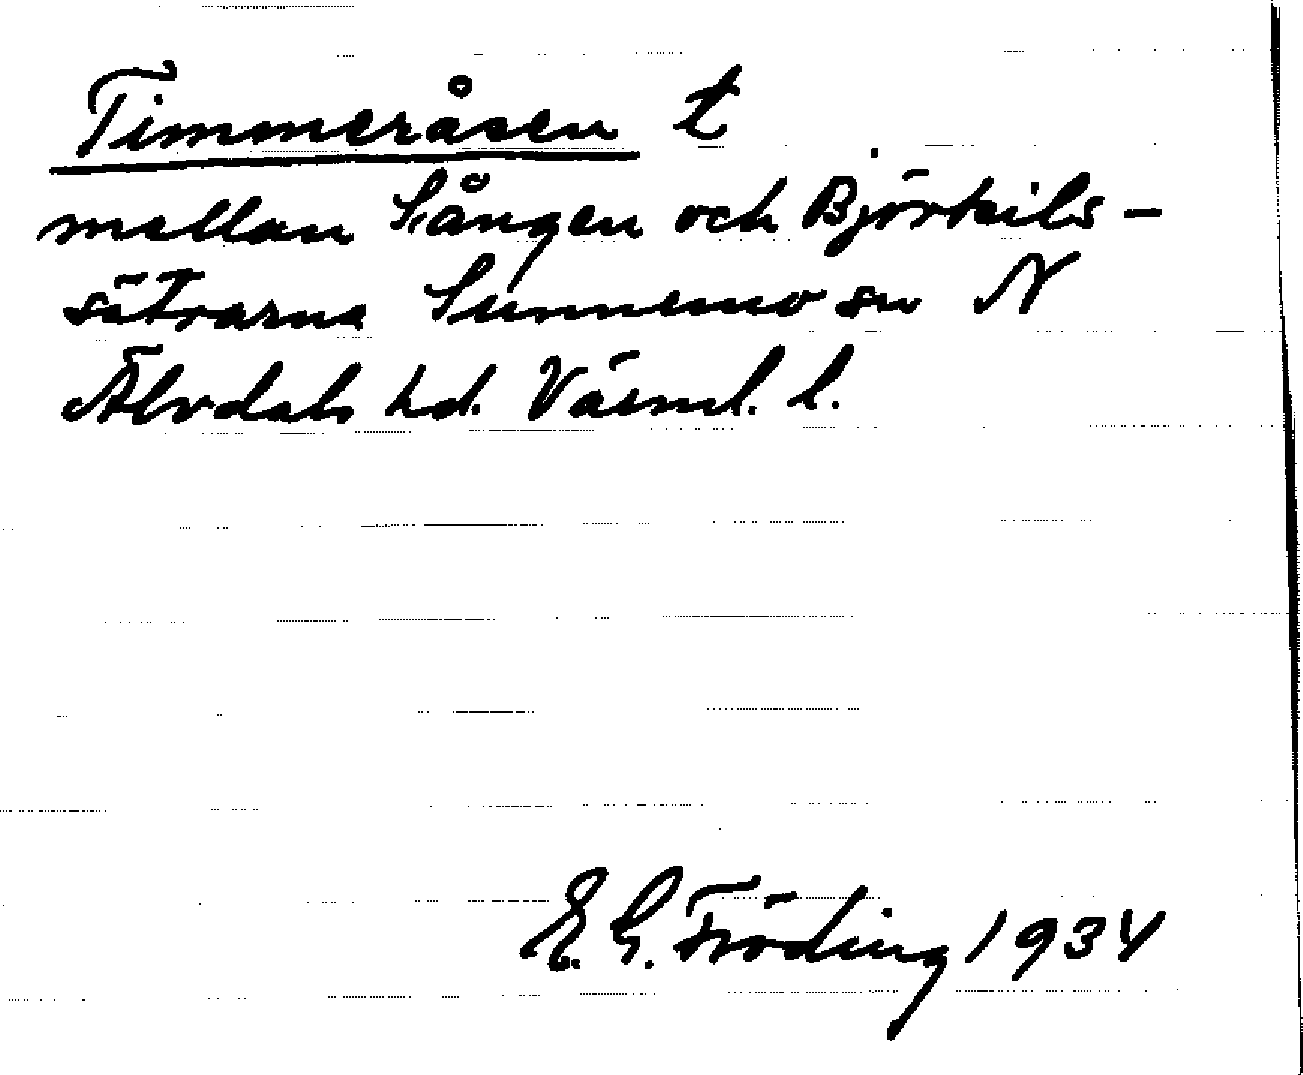 Timmeråsen t
mellan Sången och Björkils-
sätrarna Sunnemo sn N
Älvdals hd. Värml. l.
E. G. Fröding 1934